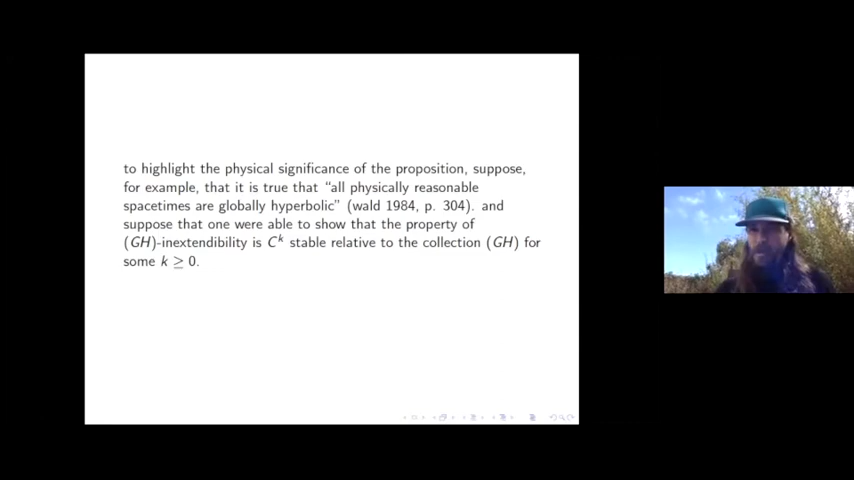 to highlight the physical significance of the proposition, suppose,
for example, that it is true that “all physically reasonable
spacetimes are globally hyperbolic” (wald 1984, p. 304). and
suppose that one were able to show that the property of
(GH)-inextendibility is Cᵏ stable relative to the collection (GH) for
some k ≥ 0.